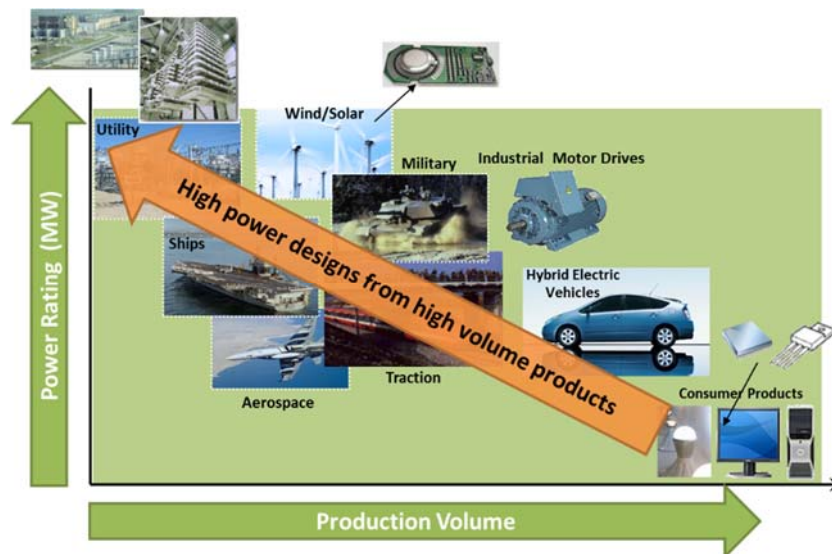 Wind/Solar
Utility
Military
Industrial Motor Drives
High power designs from high volume products
Ships
Hybrid Electric
Vehicles
Traction
Aerospace
Consumer Products
Power Rating (MW)
Production Volume